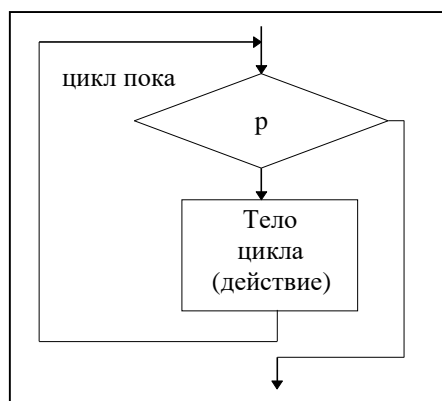 цикл пока
p
Тело
цикла
(действие)